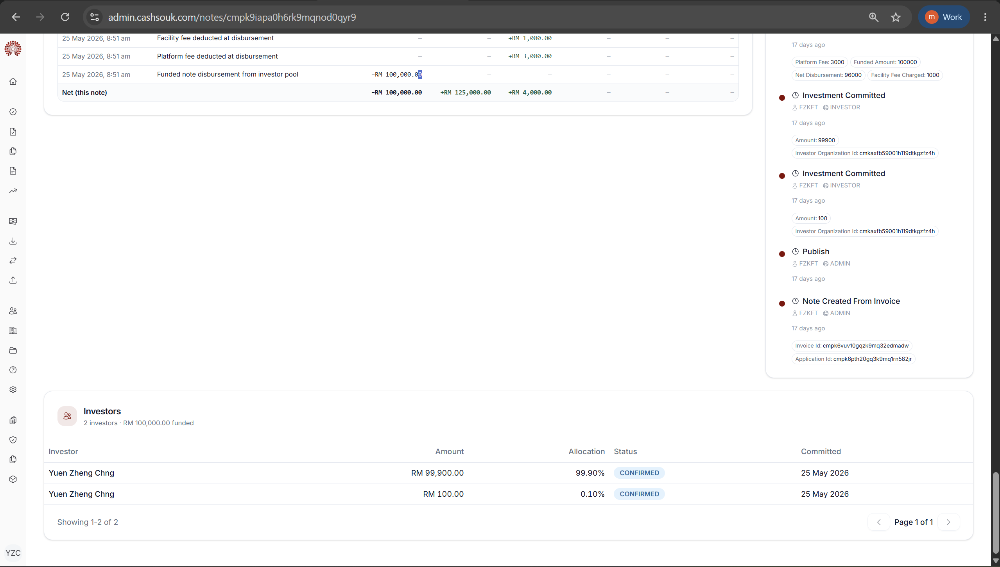 admin.cashsouk.com/notes/cmpk9iapa0h6rk9mqnod0qyr9
m Work
25 May 2026, 8:51 am Facility fee deducted at disbursement — — +RM 1,000.00 — — —
25 May 2026, 8:51 am Platform fee deducted at disbursement — — +RM 3,000.00 — — —
25 May 2026, 8:51 am Funded note disbursement from investor pool −RM 100,000.00 — — — — —
Net (this note) −RM 100,000.00 +RM 125,000.00 +RM 4,000.00 — — —
17 days ago
Platform Fee: 3000 Funded Amount: 100000
Net Disbursement: 96000 Facility Fee Charged: 1000
Investment Committed
FZKFT INVESTOR
17 days ago
Amount: 99900
Investor Organization Id: cmkaxfb59001h119dtkgzfz4h
Investment Committed
FZKFT INVESTOR
17 days ago
Amount: 100
Investor Organization Id: cmkaxfb59001h119dtkgzfz4h
Publish
FZKFT ADMIN
17 days ago
Note Created From Invoice
FZKFT ADMIN
17 days ago
Invoice Id: cmpk6vuv10gqzk9mq32edmadw
Application Id: cmpk6pth20gq3k9mq1rn582jr
Investors
2 investors · RM 100,000.00 funded
Investor Amount Allocation Status Committed
Yuen Zheng Chng RM 99,900.00 99.90% CONFIRMED 25 May 2026
Yuen Zheng Chng RM 100.00 0.10% CONFIRMED 25 May 2026
Showing 1-2 of 2
Page 1 of 1
YZC